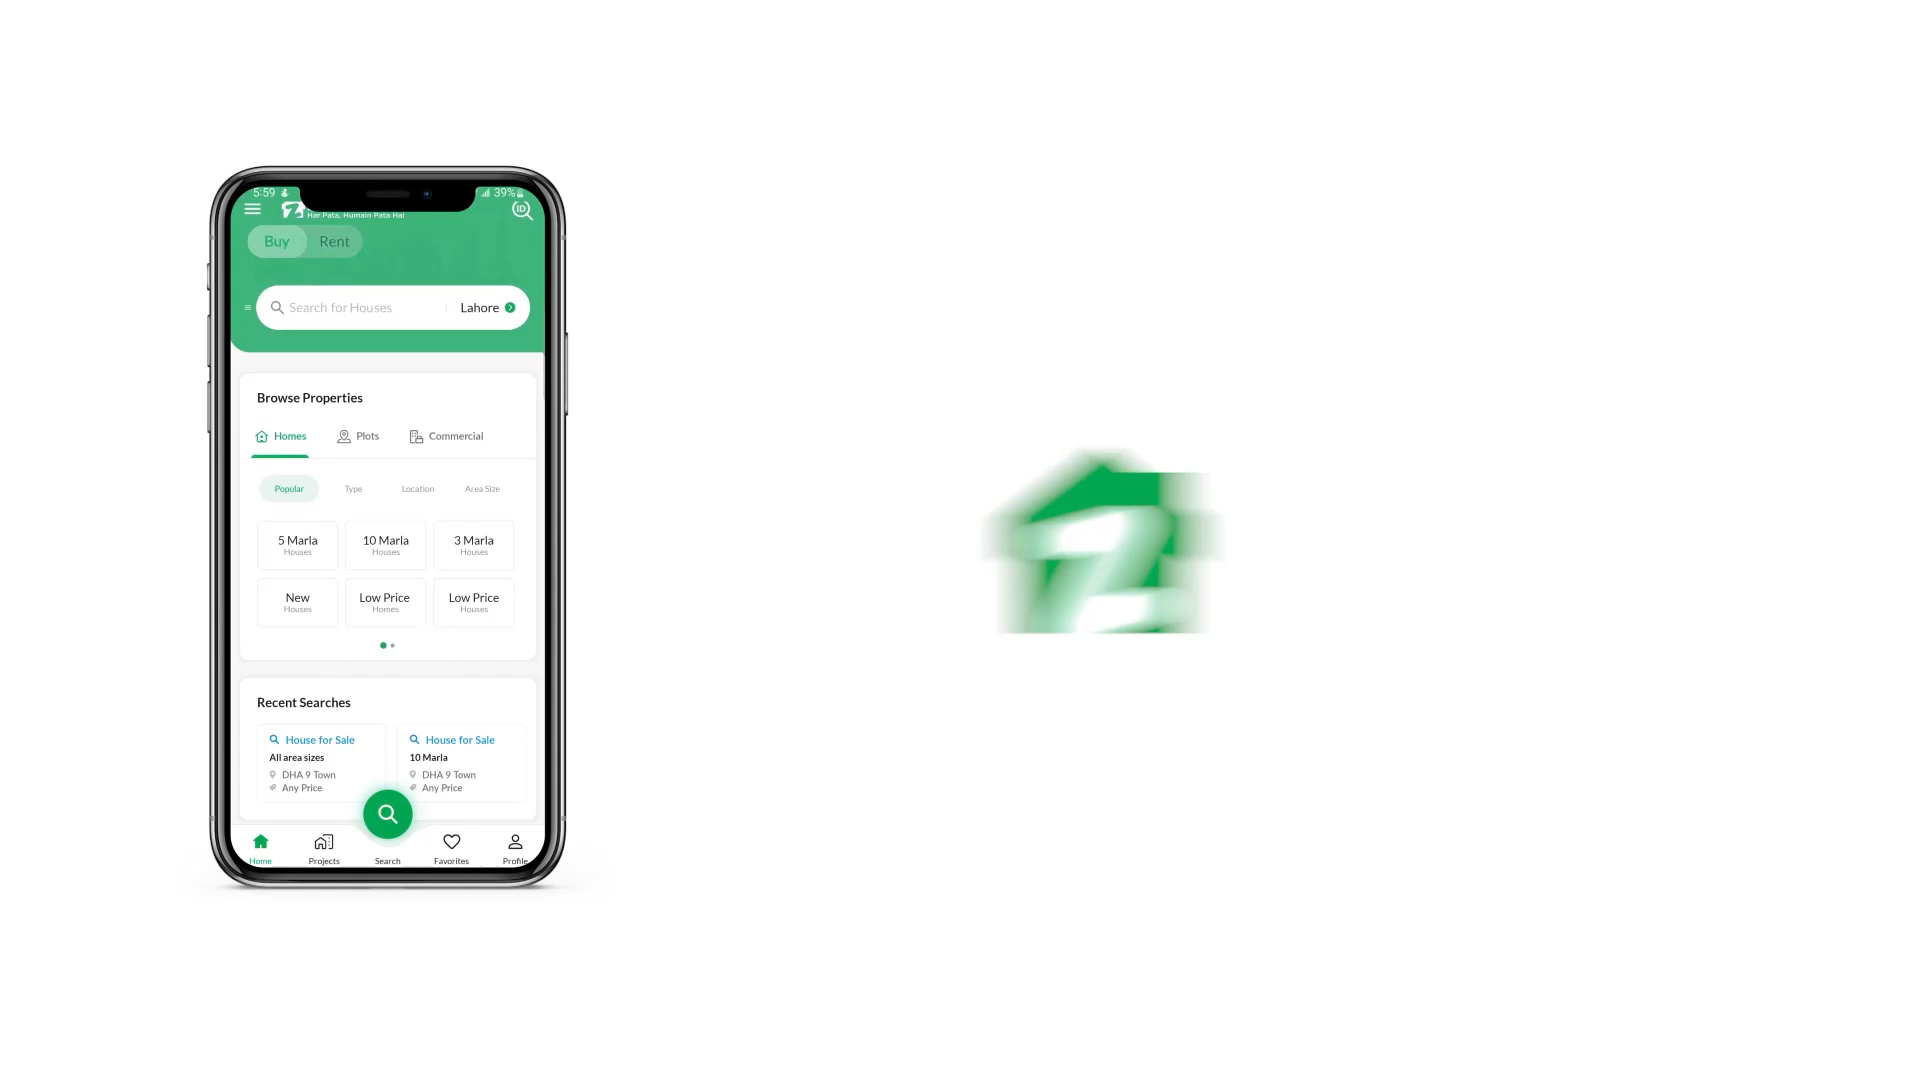 5:59
39%
Har Pata, Humain Pata Hai
ID
Buy Rent
Search for Houses Lahore
Browse Properties
Homes Plots Commercial
Popular Type Location Area Size
5 Marla 10 Marla 3 Marla
Houses Houses Houses
New Low Price Low Price
Houses Homes Houses
Recent Searches
House for Sale House for Sale
All area sizes 10 Marla
DHA 9 Town DHA 9 Town
Any Price Any Price
Home Projects Search Favorites Profile